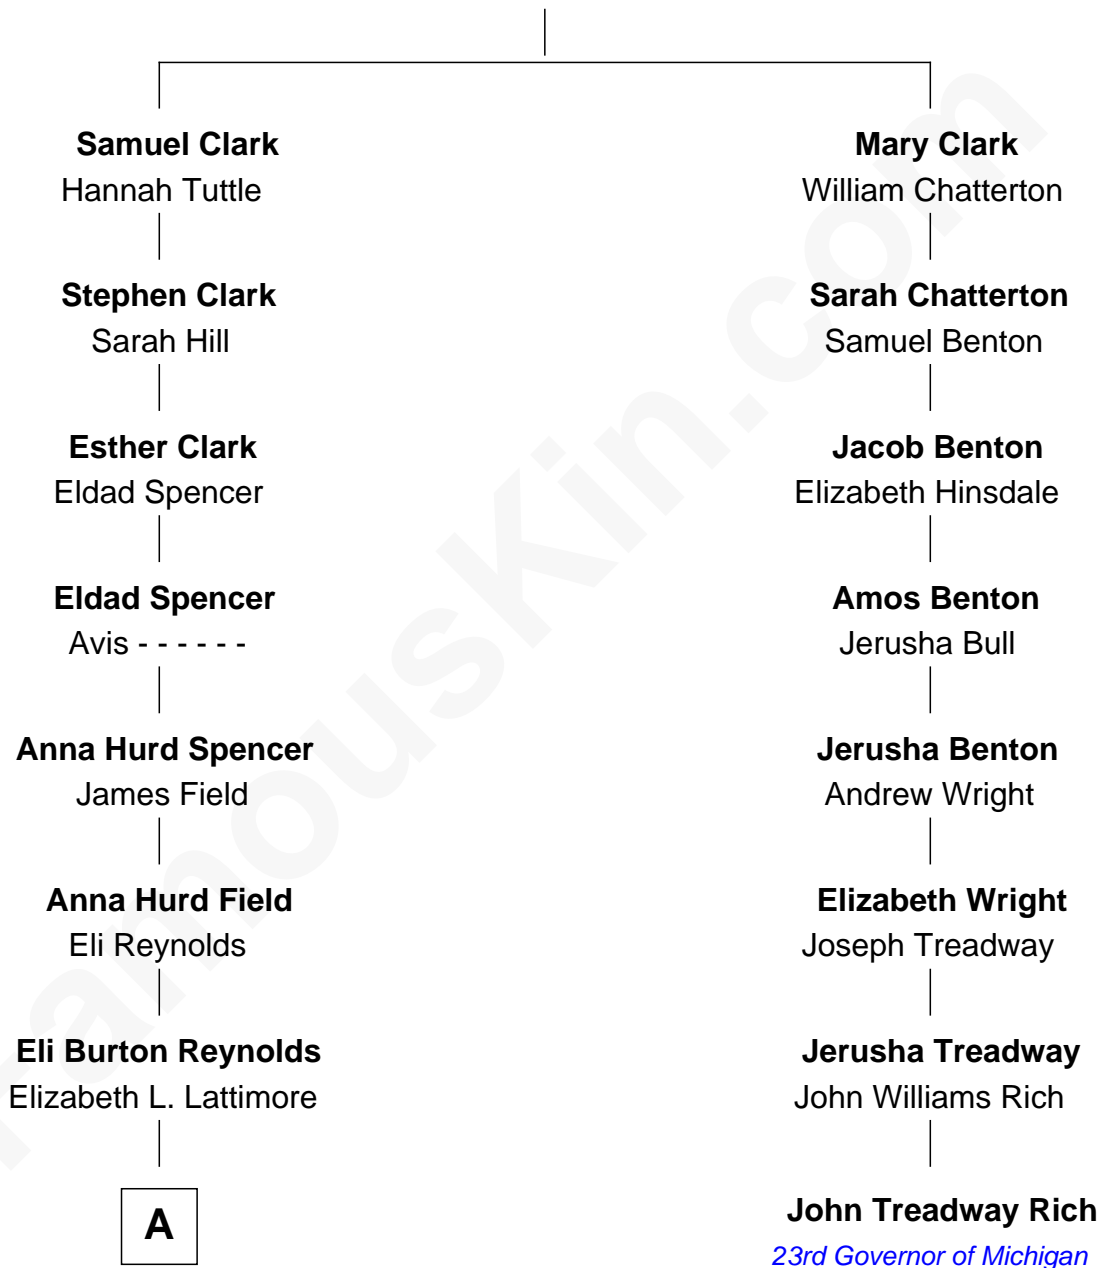 Samuel Clark
Hannah Tuttle
Stephen Clark
Sarah Hill
Esther Clark
Eldad Spencer
Eldad Spencer
Avis - - - - - -
Anna Hurd Spencer
James Field
Anna Hurd Field
Eli Reynolds
Eli Burton Reynolds
Elizabeth L. Lattimore
A
Mary Clark
William Chatterton
Sarah Chatterton
Samuel Benton
Jacob Benton
Elizabeth Hinsdale
Amos Benton
Jerusha Bull
Jerusha Benton
Andrew Wright
Elizabeth Wright
Joseph Treadway
Jerusha Treadway
John Williams Rich
John Treadway Rich
23rd Governor of Michigan
FamousKin.com